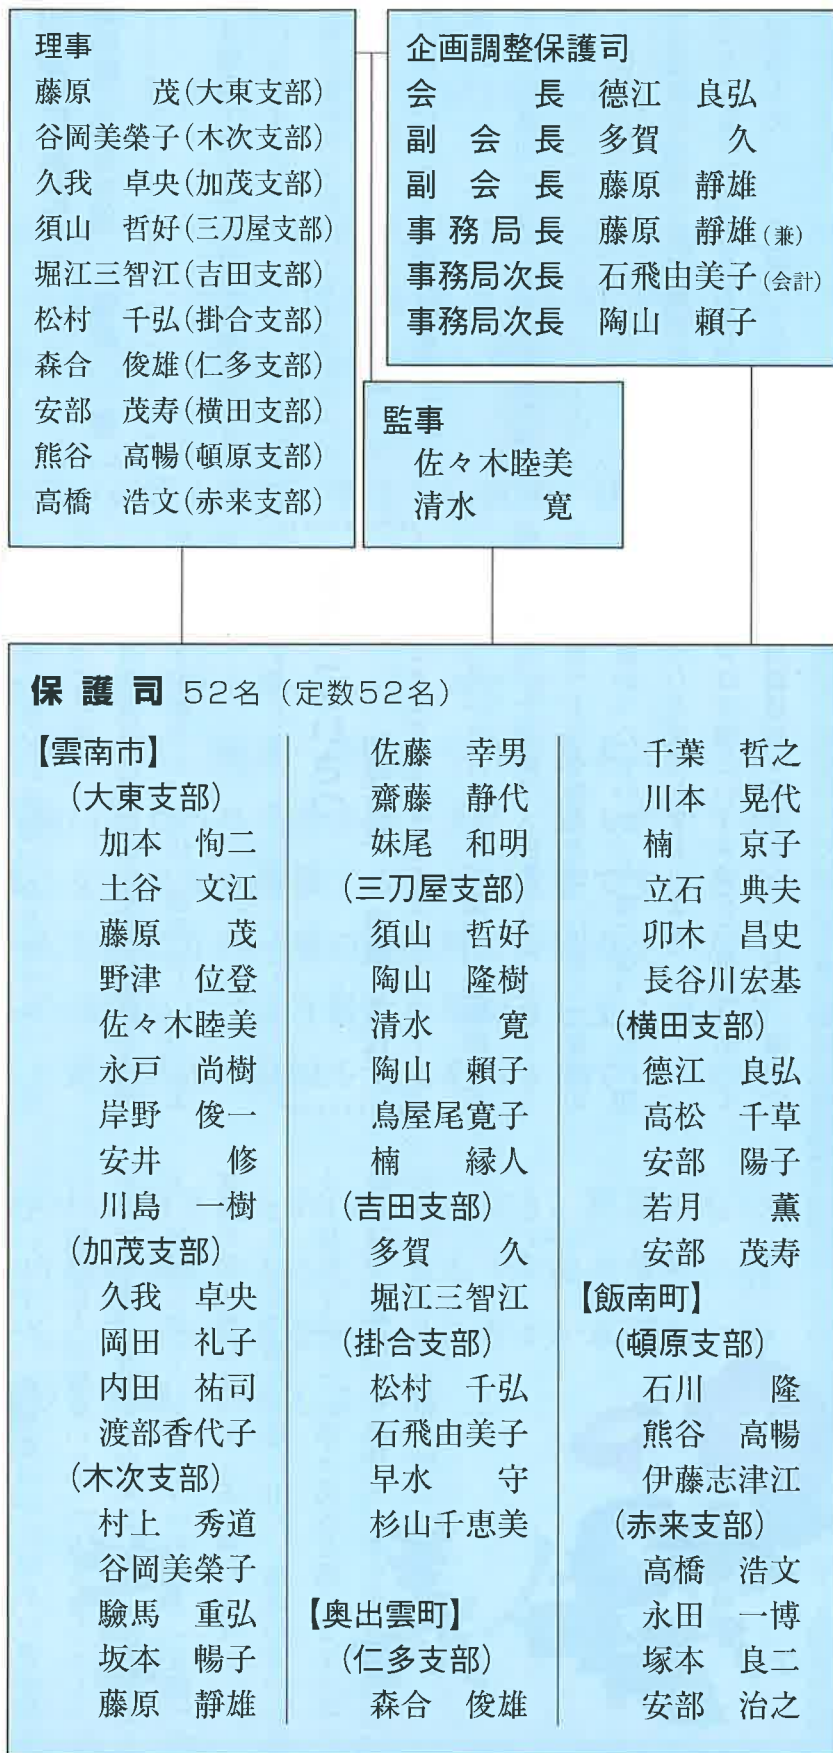 理事
藤原　　茂(大東支部)
谷岡美榮子(木次支部)
久我　卓央(加茂支部)
須山　哲好(三刀屋支部)
堀江三智江(吉田支部)
松村　千弘(掛合支部)
森合　俊雄(仁多支部)
安部　茂寿(横田支部)
熊谷　高暢(頓原支部)
高橋　浩文(赤来支部)
企画調整保護司
会　　　長　德江　良弘
副　会　長　多賀　　久
副　会　長　藤原　靜雄
事務局長　藤原　靜雄(兼)
事務局次長　石飛由美子(会計)
事務局次長　陶山　賴子
監事
佐々木睦美
清水　　寛
保護司 52名（定数52名）
【雲南市】
(大東支部)
加本　恂二
土谷　文江
藤原　　茂
野津　位登
佐々木睦美
永戸　尚樹
岸野　俊一
安井　　修
川島　一樹
(加茂支部)
久我　卓央
岡田　礼子
内田　祐司
渡部香代子
(木次支部)
村上　秀道
谷岡美榮子
驗馬　重弘
坂本　暢子
藤原　靜雄
佐藤　幸男
齋藤　静代
妹尾　和明
(三刀屋支部)
須山　哲好
陶山　隆樹
清水　　寛
陶山　賴子
鳥屋尾寛子
楠　　縁人
(吉田支部)
多賀　　久
堀江三智江
(掛合支部)
松村　千弘
石飛由美子
早水　　守
杉山千恵美
【奥出雲町】
(仁多支部)
森合　俊雄
千葉　哲之
川本　晃代
楠　　京子
立石　典夫
卯木　昌史
長谷川宏基
(横田支部)
德江　良弘
高松　千草
安部　陽子
若月　　薫
安部　茂寿
【飯南町】
(頓原支部)
石川　　隆
熊谷　高暢
伊藤志津江
(赤来支部)
高橋　浩文
永田　一博
塚本　良二
安部　治之